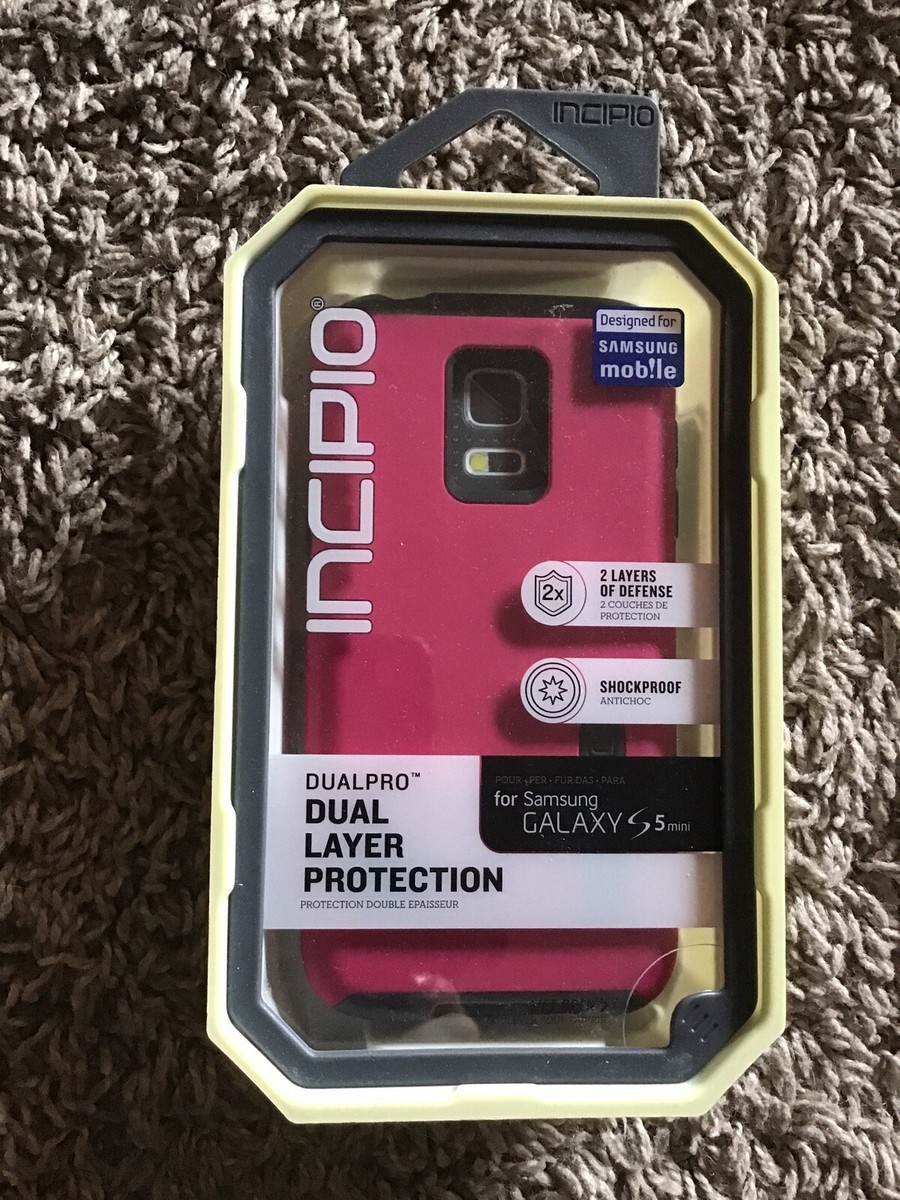 INCIPIO
INCIPIO®
Designed for
SAMSUNG
mob!le
2x
2 LAYERS
OF DEFENSE
2 COUCHES DE
PROTECTION
SHOCKPROOF
ANTICHOC
DUALPRO™
DUAL
LAYER
PROTECTION
PROTECTION DOUBLE EPAISSEUR
POUR • PER • FÜR DAS • PARA
for Samsung
GALAXY S5 mini